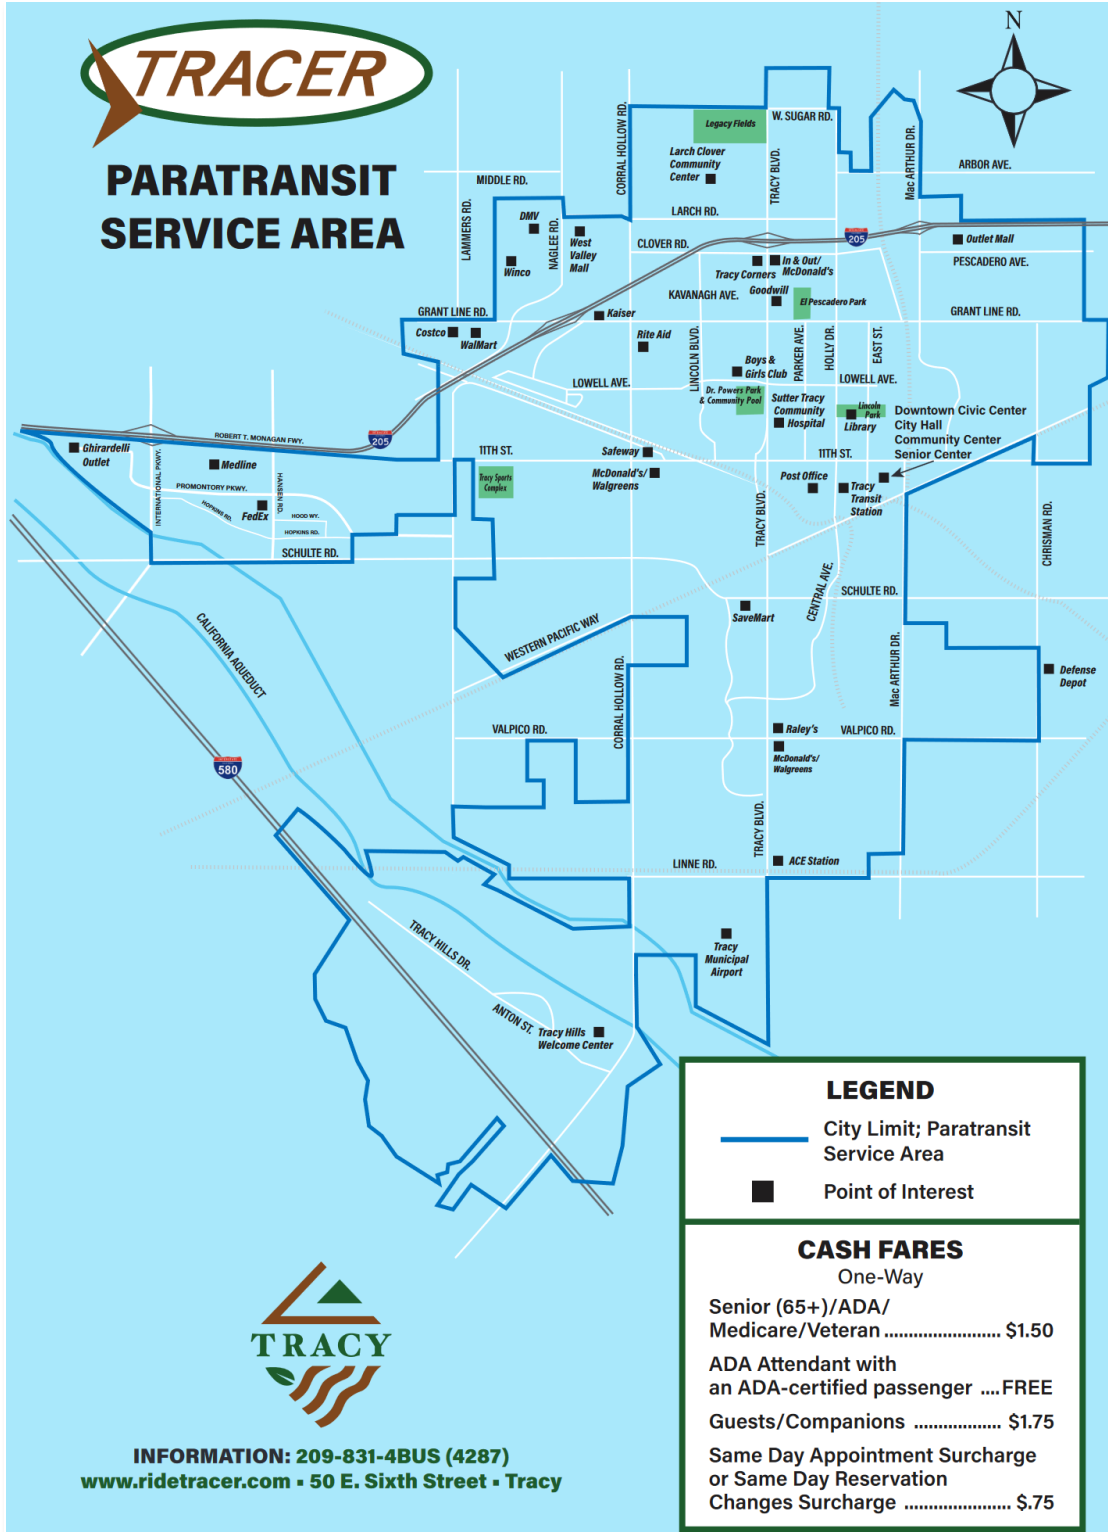 TRACER
PARATRANSIT
SERVICE AREA
N
Legacy Fields
W. SUGAR RD.
CORRAL HOLLOW RD.
Larch Clover
Community
Center
TRACY BLVD.
Mac ARTHUR DR.
ARBOR AVE.
MIDDLE RD.
LAMMERS RD.
LARCH RD.
DMV
NAGLEE RD.
West
Valley
Mall
CLOVER RD.
205
Outlet Mall
Winco
Tracy Corners
In & Out/
McDonald's
PESCADERO AVE.
KAVANAGH AVE.
Goodwill
El Pescadero Park
GRANT LINE RD.
Kaiser
GRANT LINE RD.
Costco
WalMart
Rite Aid
LINCOLN BLVD.
PARKER AVE.
HOLLY DR.
EAST ST.
Boys &
Girls Club
LOWELL AVE.
LOWELL AVE.
Dr. Powers Park
& Community Pool
Sutter Tracy
Community
Hospital
Lincoln
Park
Library
Downtown Civic Center
City Hall
Community Center
Senior Center
ROBERT T. MONAGAN FWY.
205
Ghirardelli
Outlet
11TH ST.
Safeway
11TH ST.
INTERNATIONAL PKWY.
Medline
HANSEN RD.
Tracy Sports
Complex
McDonald's/
Walgreens
Post Office
Tracy
Transit
Station
PROMONTORY PKWY.
HOPKINS RD.
FedEx
HOOD WY.
HOPKINS RD.
TRACY BLVD.
CHRISMAN RD.
SCHULTE RD.
CENTRAL AVE.
SCHULTE RD.
SaveMart
CALIFORNIA AQUEDUCT
WESTERN PACIFIC WAY
CORRAL HOLLOW RD.
Mac ARTHUR DR.
Defense
Depot
VALPICO RD.
Raley's
VALPICO RD.
McDonald's/
Walgreens
580
TRACY BLVD.
LINNE RD.
ACE Station
TRACY HILLS DR.
Tracy
Municipal
Airport
ANTON ST.
Tracy Hills
Welcome Center
LEGEND
City Limit; Paratransit
Service Area
Point of Interest
CASH FARES
One-Way
Senior (65+)/ADA/
Medicare/Veteran ........................ $1.50
ADA Attendant with
an ADA-certified passenger ....FREE
Guests/Companions .................. $1.75
Same Day Appointment Surcharge
or Same Day Reservation
Changes Surcharge ...................... $.75
TRACY
INFORMATION: 209-831-4BUS (4287)
www.ridetracer.com ▪ 50 E. Sixth Street ▪ Tracy